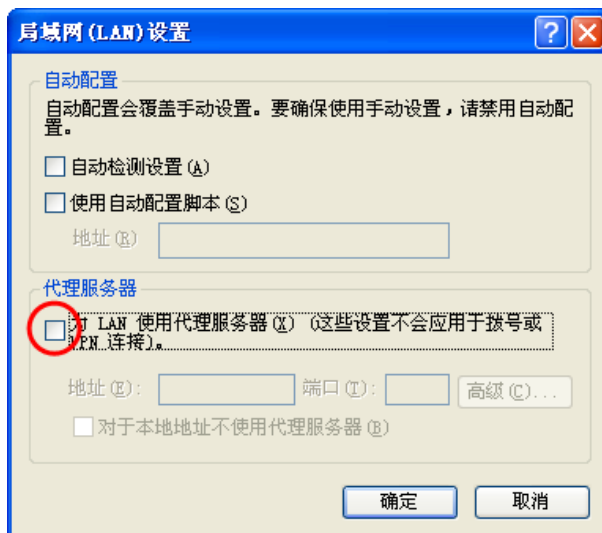 局域网(LAN)设置
自动配置
自动配置会覆盖手动设置。要确保使用手动设置，请禁用自动配
置。
自动检测设置(A)
使用自动配置脚本(S)
地址(R)
代理服务器
为 LAN 使用代理服务器(X) (这些设置不会应用于拨号或
VPN 连接)。
地址(E): 端口(T): 高级(C)...
对于本地地址不使用代理服务器(B)
确定 取消